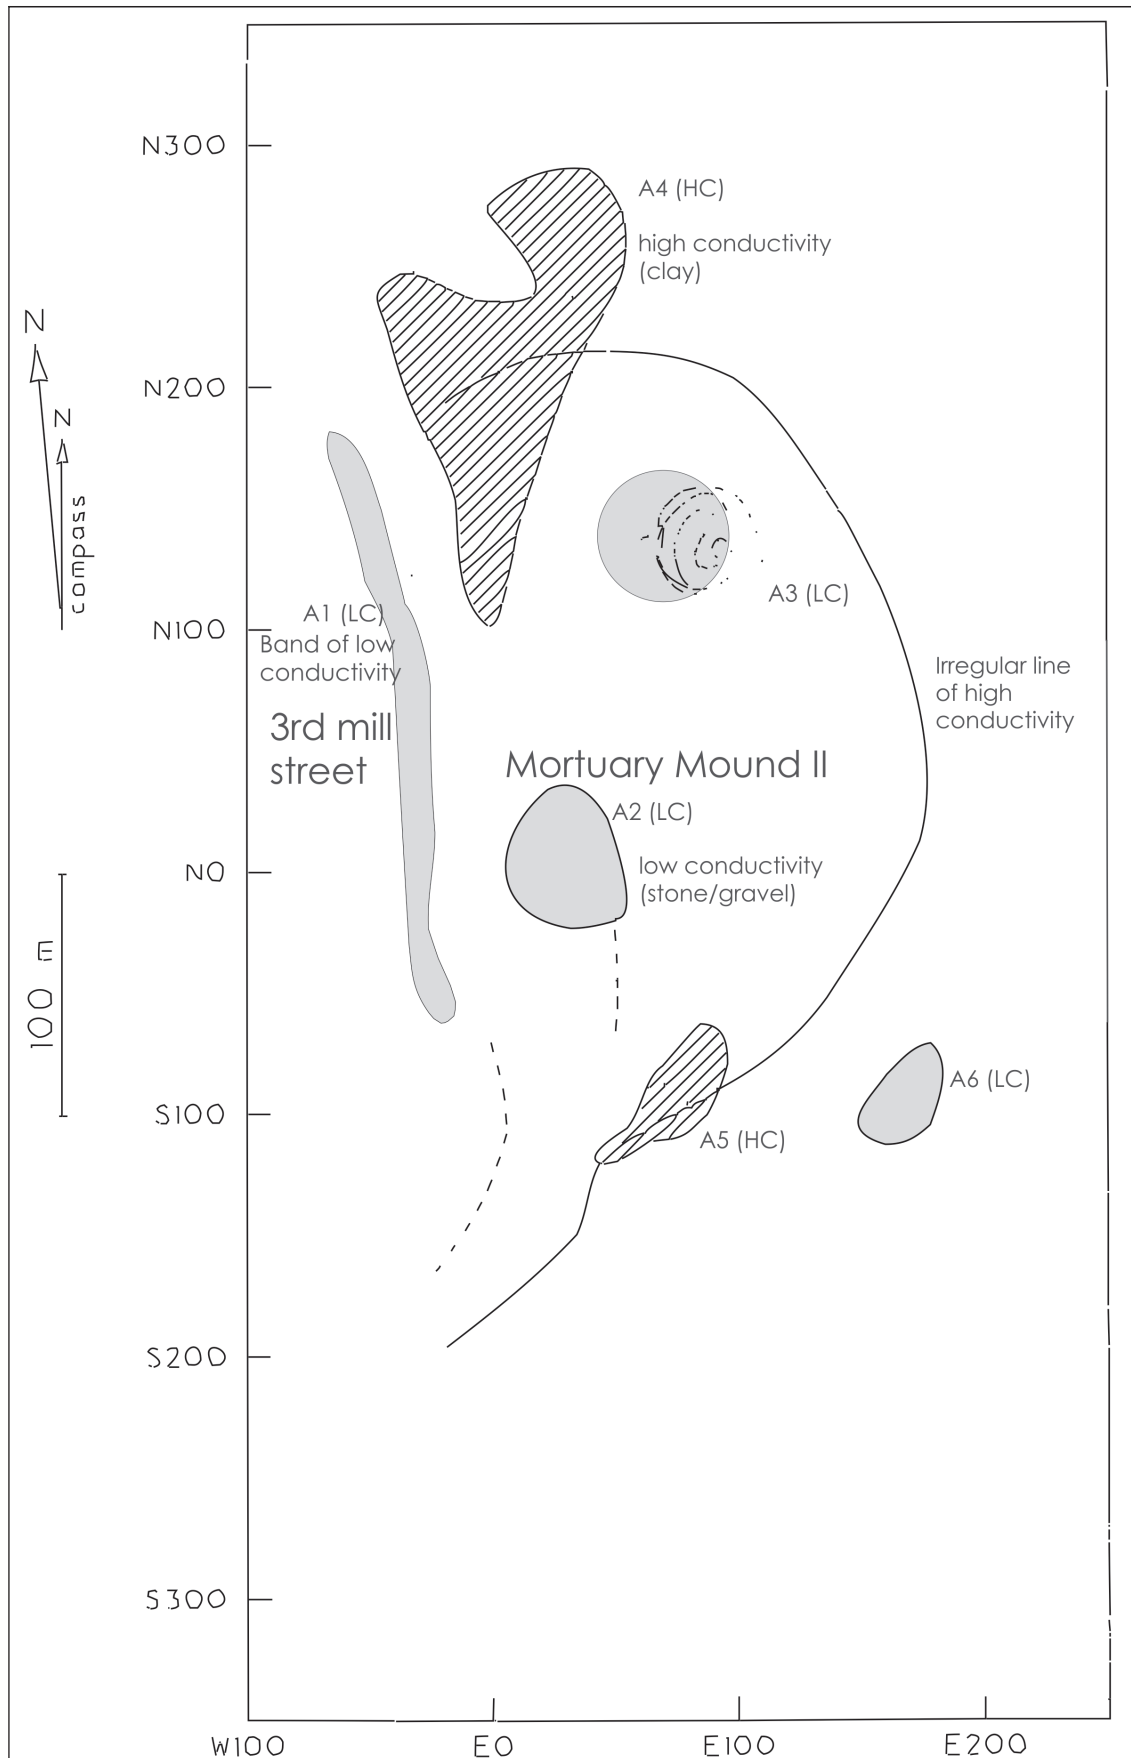 N300
A4 (HC)
high conductivity
(clay)
N
N200
N
compass
A3 (LC)
A1 (LC)
N100
Band of low
conductivity
Irregular line
of high
conductivity
3rd mill
street
Mortuary Mound II
A2 (LC)
low conductivity
(stone/gravel)
N0
100 m
A6 (LC)
S100
A5 (HC)
S200
S300
W100
E0
E100
E200